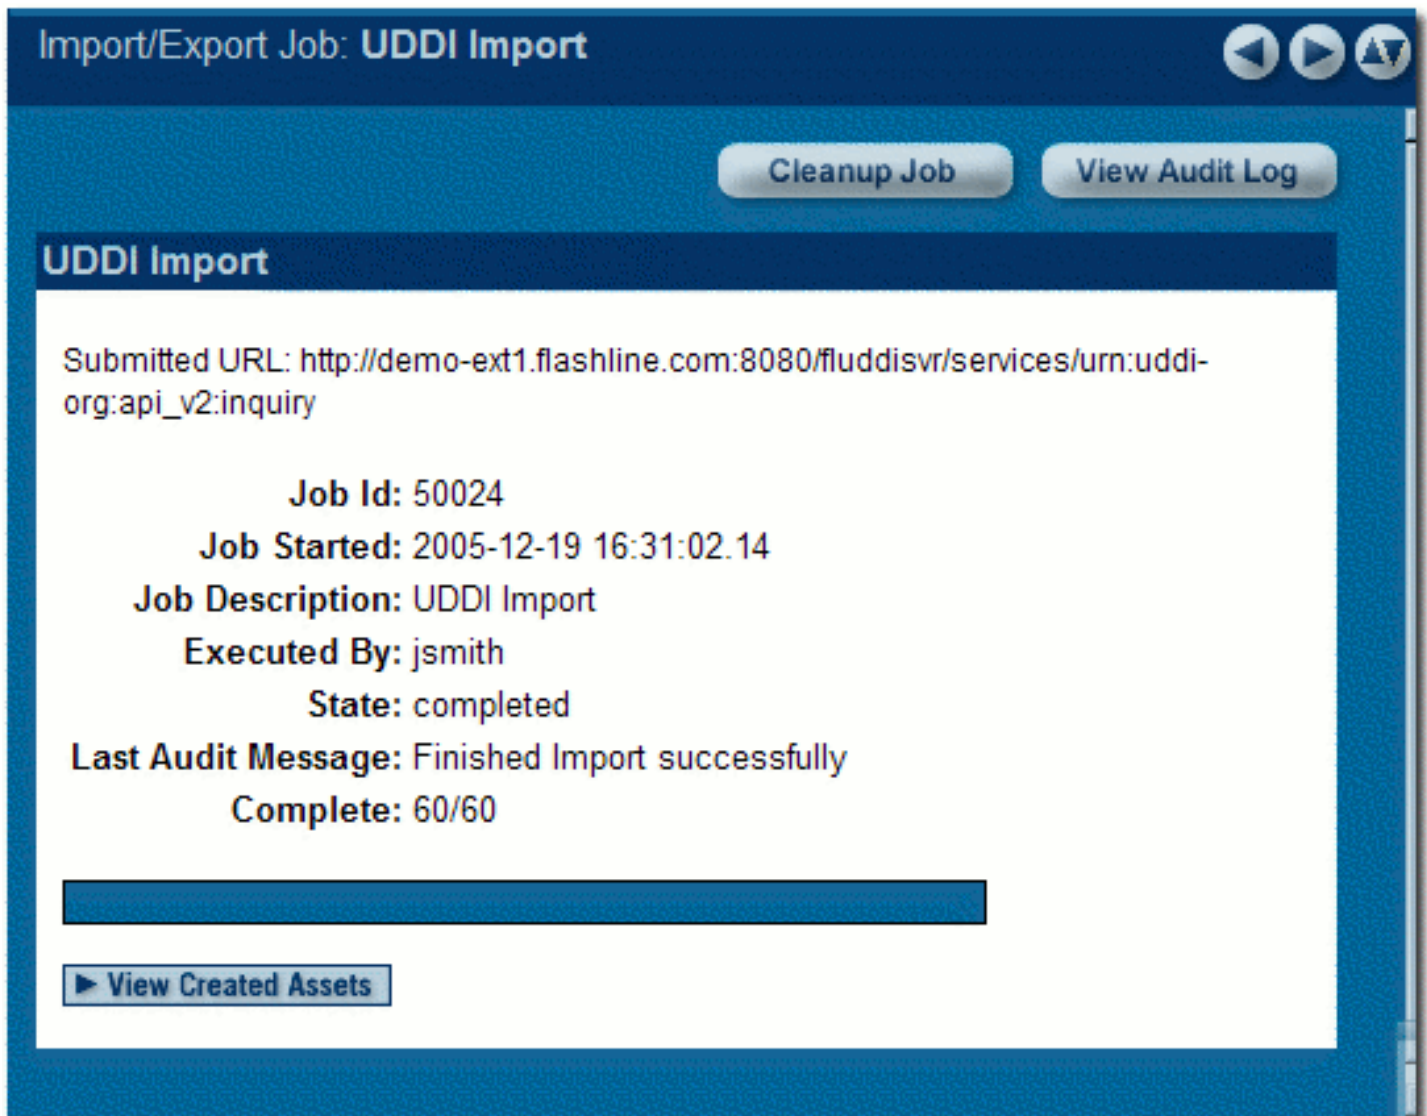 Import/Export Job: UDDI Import
Cleanup Job View Audit Log
UDDI Import
Submitted URL: http://demo-ext1.flashline.com:8080/fluddisvr/services/urn:uddi-
org:api_v2:inquiry
Job Id: 50024
Job Started: 2005-12-19 16:31:02.14
Job Description: UDDI Import
Executed By: jsmith
State: completed
Last Audit Message: Finished Import successfully
Complete: 60/60
View Created Assets